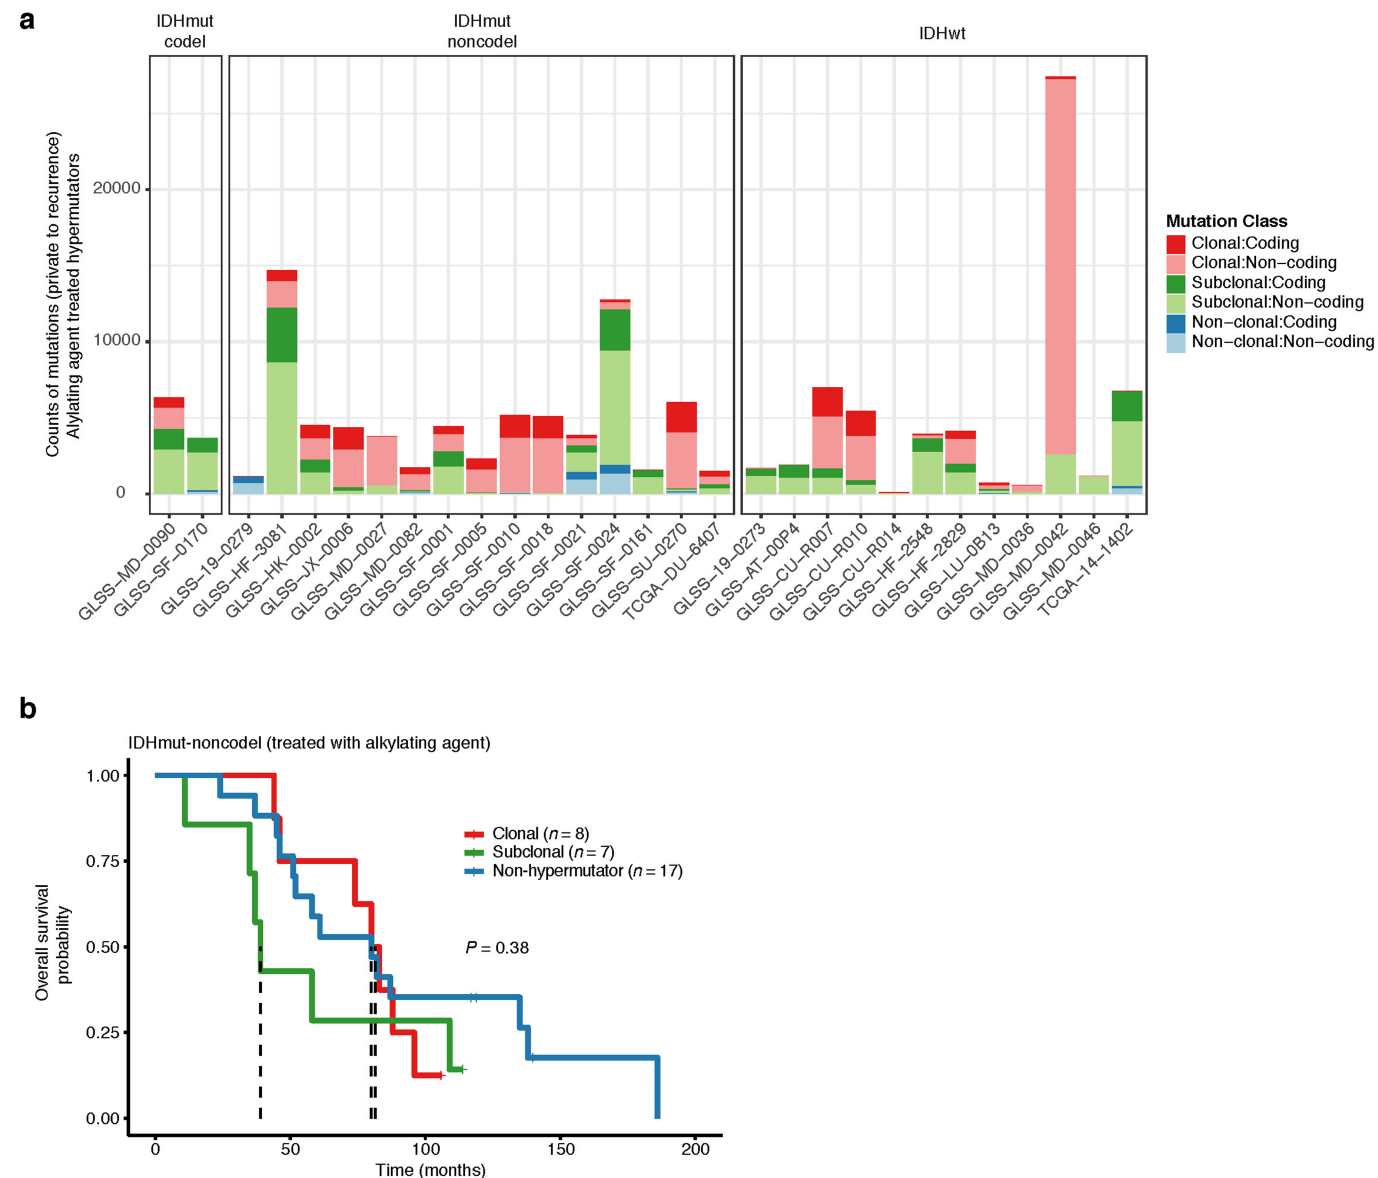 a
IDHmut
codel
IDHmut
noncodel
IDHwt
Counts of mutations (private to recurrence)
Alylating agent treated hypermutators
20000
10000
0
GLSS−MD−0090
GLSS−SF−0170
GLSS−19−0279
GLSS−HF−3081
GLSS−HK−0002
GLSS−JX−0006
GLSS−MD−0027
GLSS−MD−0082
GLSS−SF−0001
GLSS−SF−0005
GLSS−SF−0010
GLSS−SF−0018
GLSS−SF−0021
GLSS−SF−0024
GLSS−SF−0161
GLSS−SU−0270
TCGA−DU−6407
GLSS−19−0273
GLSS−AT−00P4
GLSS−CU−R007
GLSS−CU−R010
GLSS−CU−R014
GLSS−HF−2548
GLSS−HF−2829
GLSS−LU−0B13
GLSS−MD−0036
GLSS−MD−0042
GLSS−MD−0046
TCGA−14−1402
Mutation Class
Clonal:Coding
Clonal:Non−coding
Subclonal:Coding
Subclonal:Non−coding
Non−clonal:Coding
Non−clonal:Non−coding
b
IDHmut-noncodel (treated with alkylating agent)
Overall survival
probability
1.00
0.75
0.50
0.25
0.00
Clonal (n = 8)
Subclonal (n = 7)
Non-hypermutator (n = 17)
P = 0.38
0
50
100
150
200
Time (months)